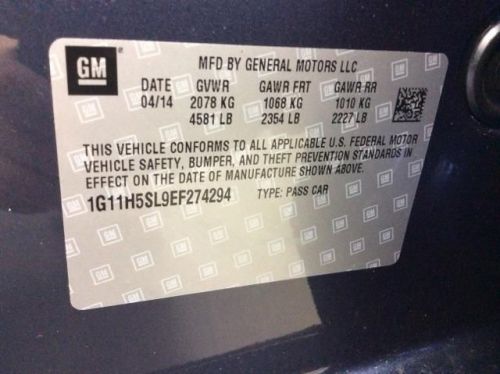 GM
MFD BY GENERAL MOTORS LLC
DATE GVWR GAWR FRT GAWR RR
04/14 2078 KG 1068 KG 1010 KG
4581 LB 2354 LB 2227 LB
THIS VEHICLE CONFORMS TO ALL APPLICABLE U.S. FEDERAL MOTOR
VEHICLE SAFETY, BUMPER, AND THEFT PREVENTION STANDARDS IN
EFFECT ON THE DATE OF MANUFACTURE SHOWN ABOVE.
1G11H5SL9EF274294 TYPE: PASS CAR